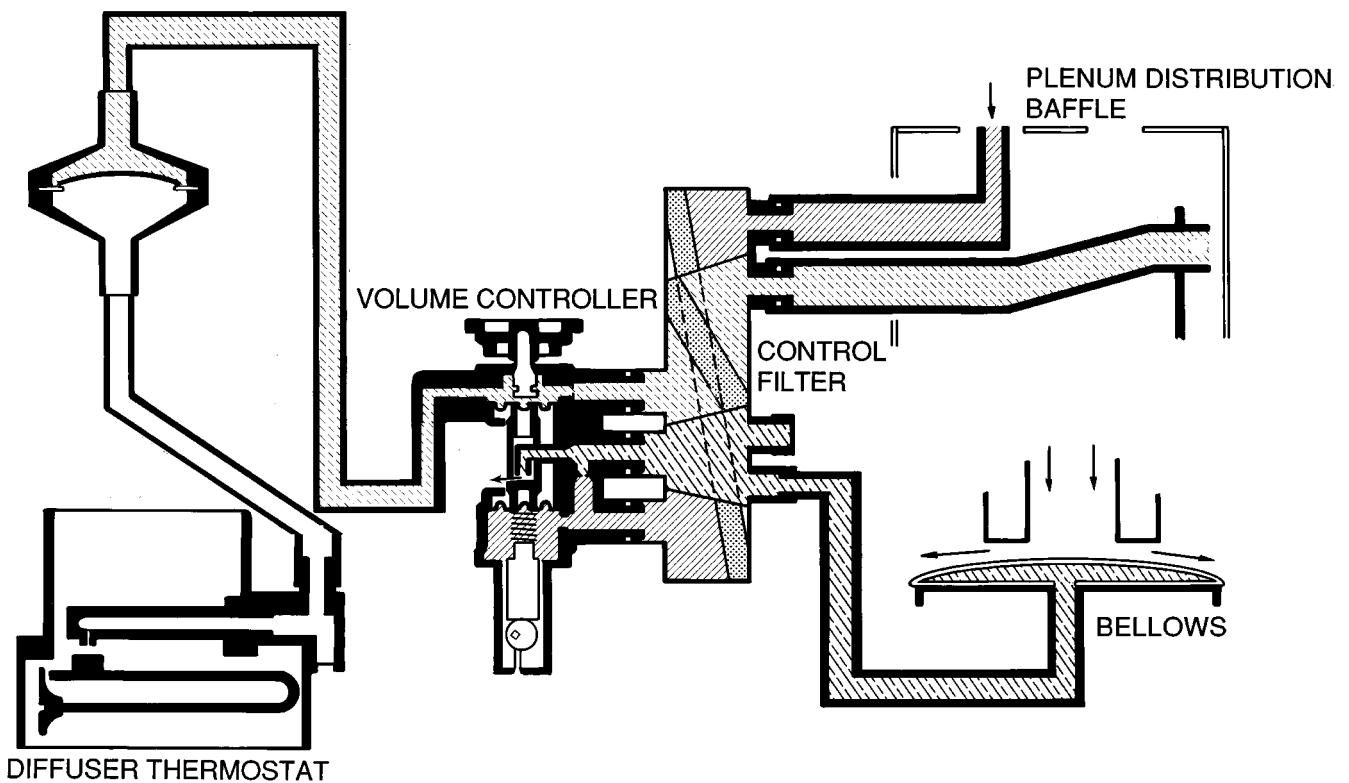 PLENUM DISTRIBUTION
BAFFLE
VOLUME CONTROLLER
CONTROL
FILTER
BELLOWS
DIFFUSER THERMOSTAT